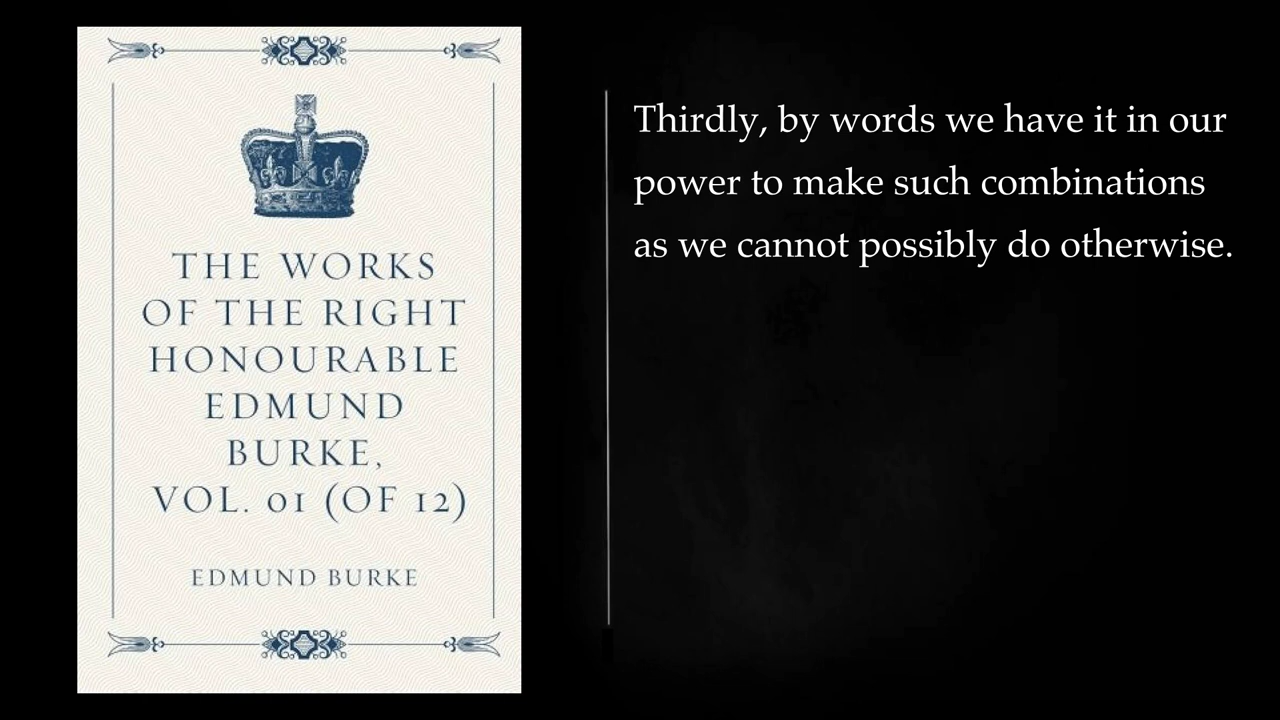 THE WORKS
OF THE RIGHT
HONOURABLE
EDMUND
BURKE,
VOL. 01 (OF 12)
EDMUND BURKE
Thirdly, by words we have it in our
power to make such combinations
as we cannot possibly do otherwise.